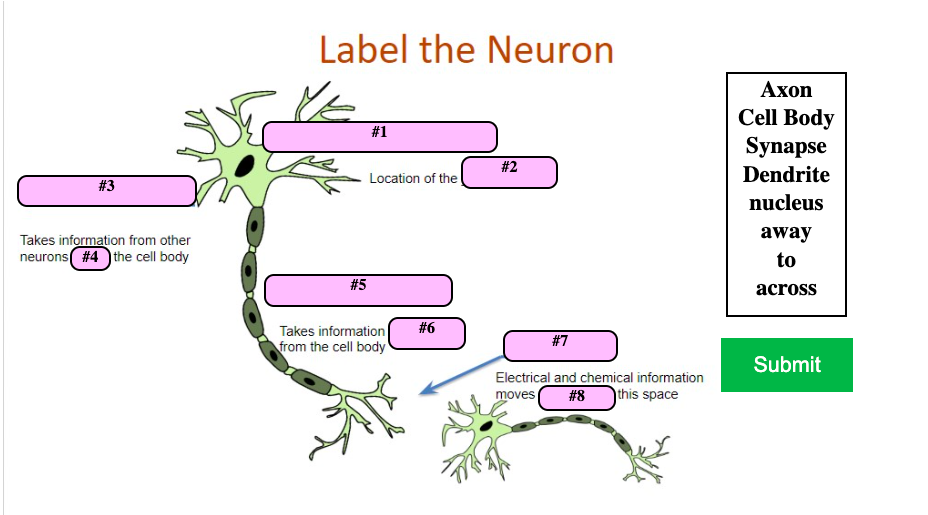 Label the Neuron
#1
Location of the #2
#3
Takes information from other
neurons #4 the cell body
#5
Takes information #6
from the cell body
#7
Electrical and chemical information
moves #8 this space
Axon
Cell Body
Synapse
Dendrite
nucleus
away
to
across
Submit